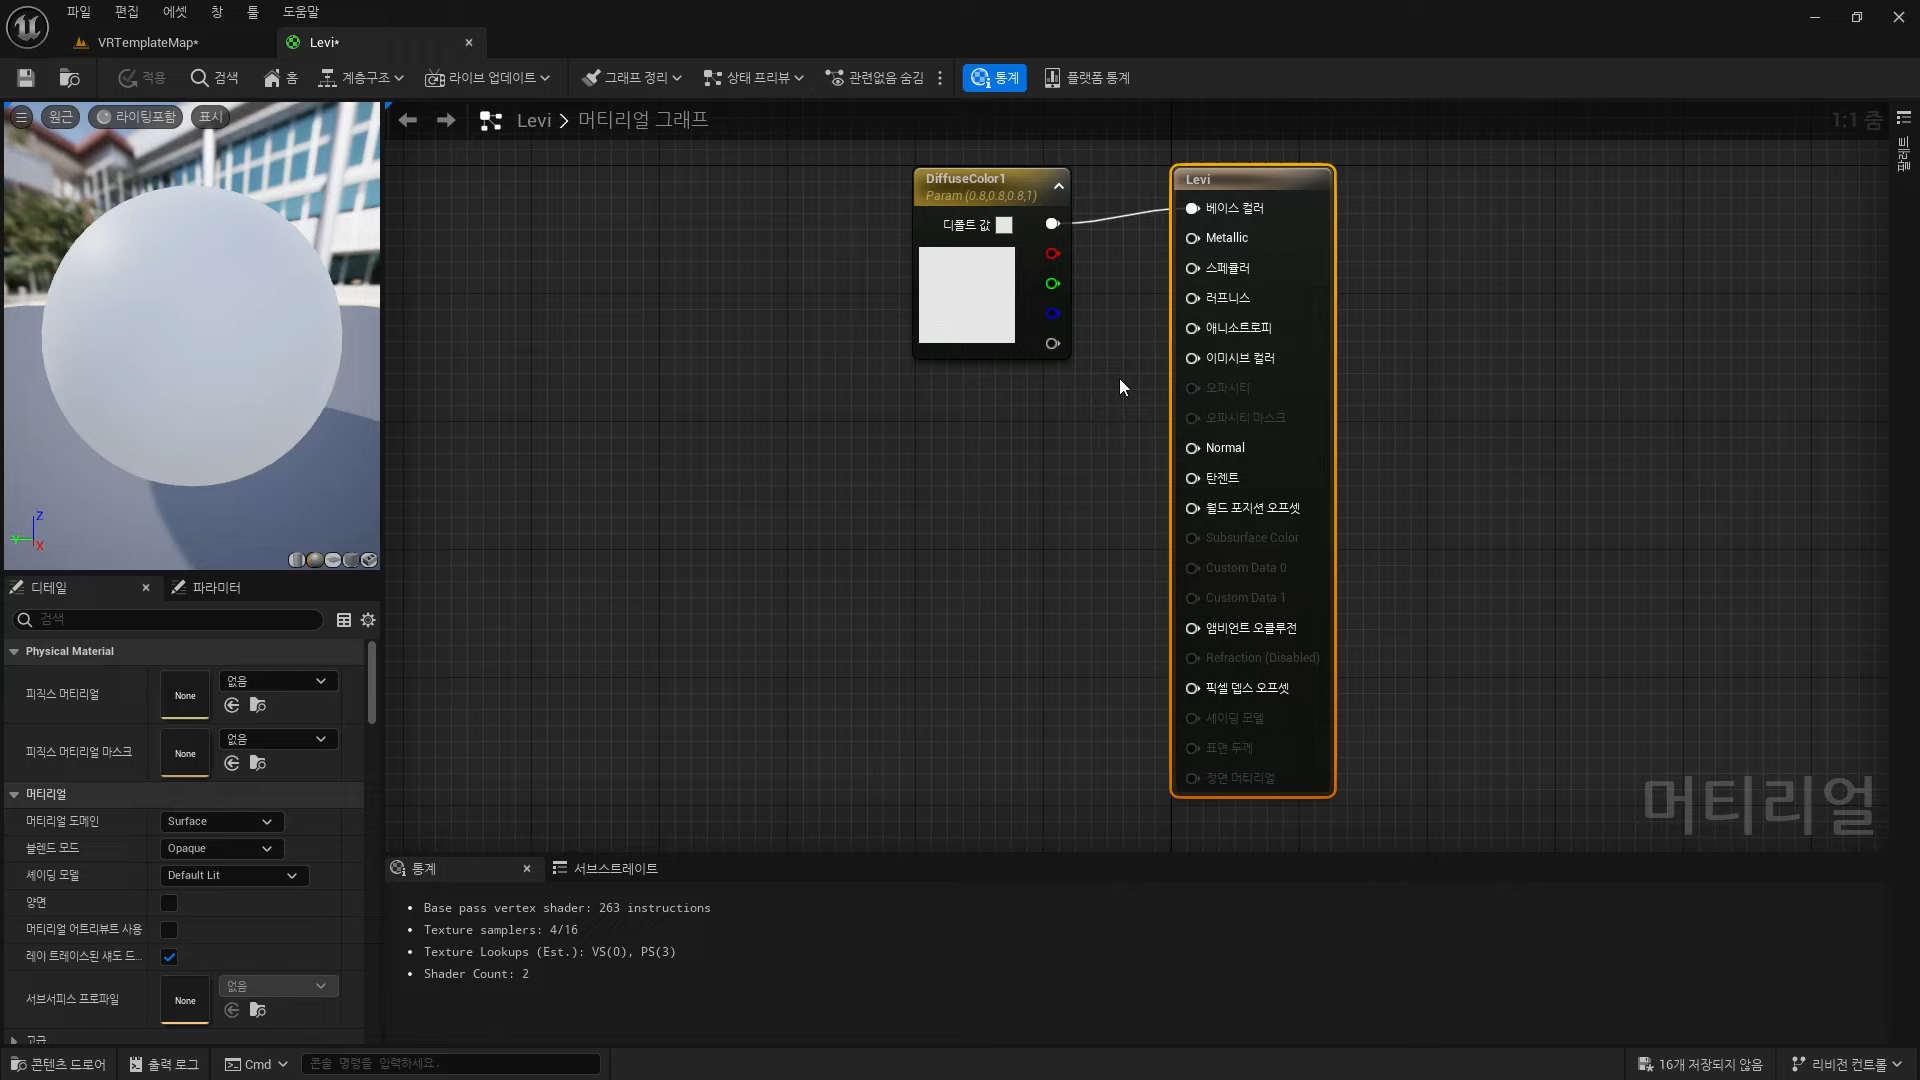 파일 편집 에셋 창 툴 도움말
VRTemplateMap*
Levi*
적용 검색 홈 계층구조 라이브 업데이트 그래프 정리 상태 프리뷰 관련없음 숨김 통계 플랫폼 통계
원근 라이팅포함 표시
Levi > 머티리얼 그래프
1:1 줌
팔레트
DiffuseColor1
Param (0.8,0.8,0.8,1)
디폴트 값
Levi
베이스 컬러
Metallic
스페큘러
러프니스
애니소트로피
이미시브 컬러
오파시티
오파시티 마스크
Normal
탄젠트
월드 포지션 오프셋
Subsurface Color
Custom Data 0
Custom Data 1
앰비언트 오클루전
Refraction (Disabled)
픽셀 뎁스 오프셋
셰이딩 모델
표면 두께
정면 머티리얼
머티리얼
Z
Y
X
디테일
파라미터
검색
Physical Material
피직스 머티리얼
None
없음
피직스 머티리얼 마스크
None
없음
머티리얼
머티리얼 도메인
Surface
블렌드 모드
Opaque
셰이딩 모델
Default Lit
양면
머티리얼 어트리뷰트 사용
레이 트레이스된 섀도 드...
서브서피스 프로파일
None
없음
고급
통계
서브스트레이트
Base pass vertex shader: 263 instructions
Texture samplers: 4/16
Texture Lookups (Est.): VS(0), PS(3)
Shader Count: 2
콘텐츠 드로어
출력 로그
Cmd
콘솔 명령을 입력하세요.
16개 저장되지 않음
리비전 컨트롤